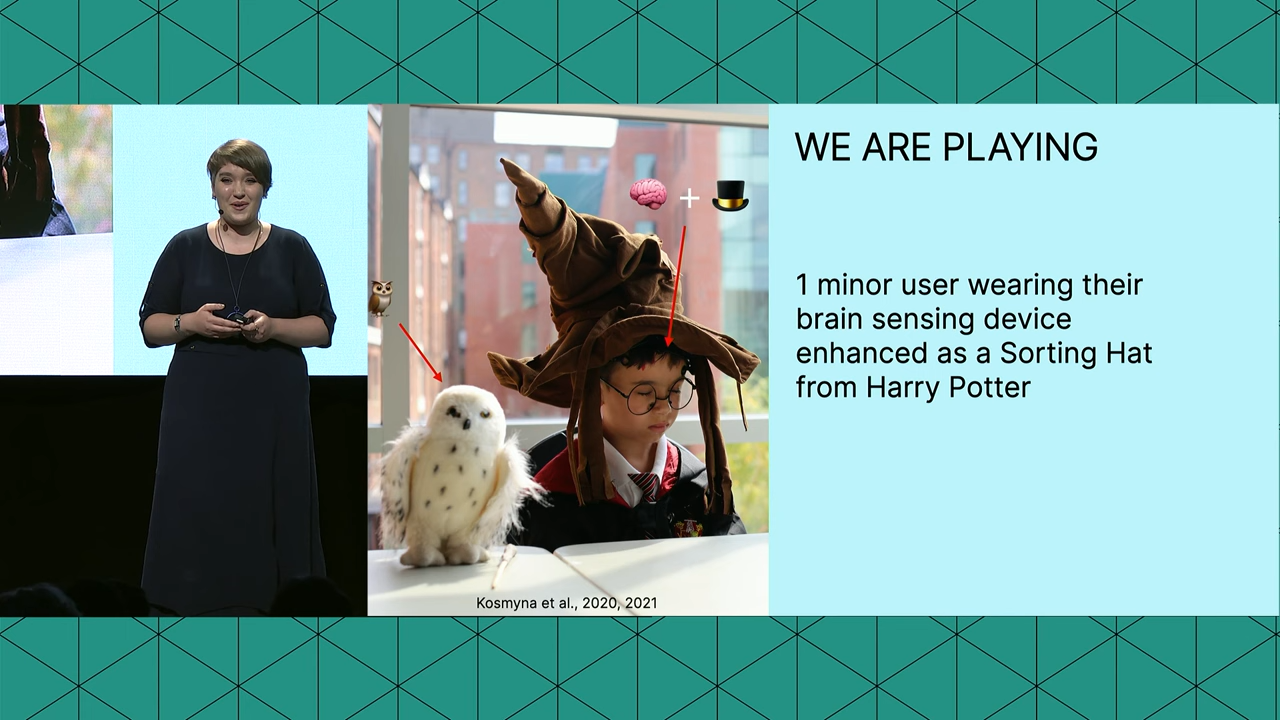 WE ARE PLAYING
1 minor user wearing their
brain sensing device
enhanced as a Sorting Hat
from Harry Potter
Kosmyna et al., 2020, 2021